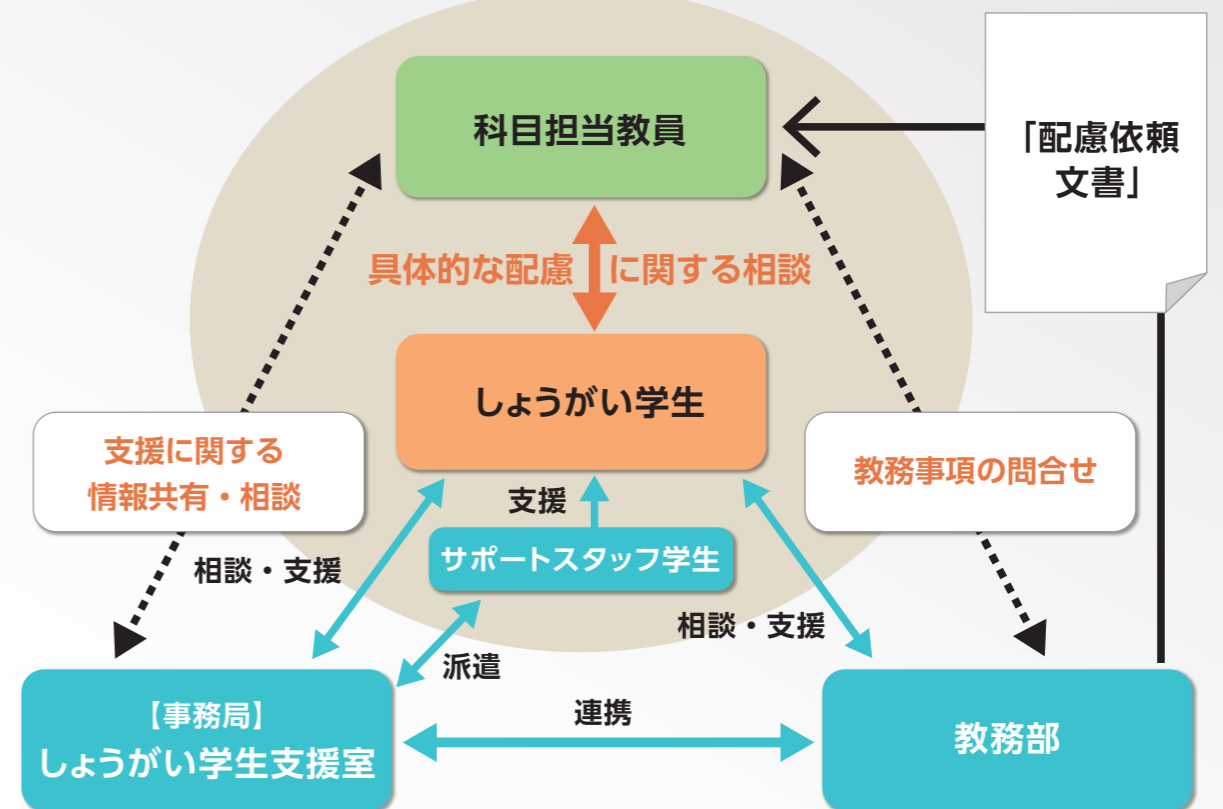 科目担当教員
「配慮依頼
文書」
具体的な配慮に関する相談
しょうがい学生
支援に関する
情報共有・相談
教務事項の問合せ
支援
サポートスタッフ学生
相談・支援
相談・支援
派遣
【事務局】
しょうがい学生支援室
連携
教務部